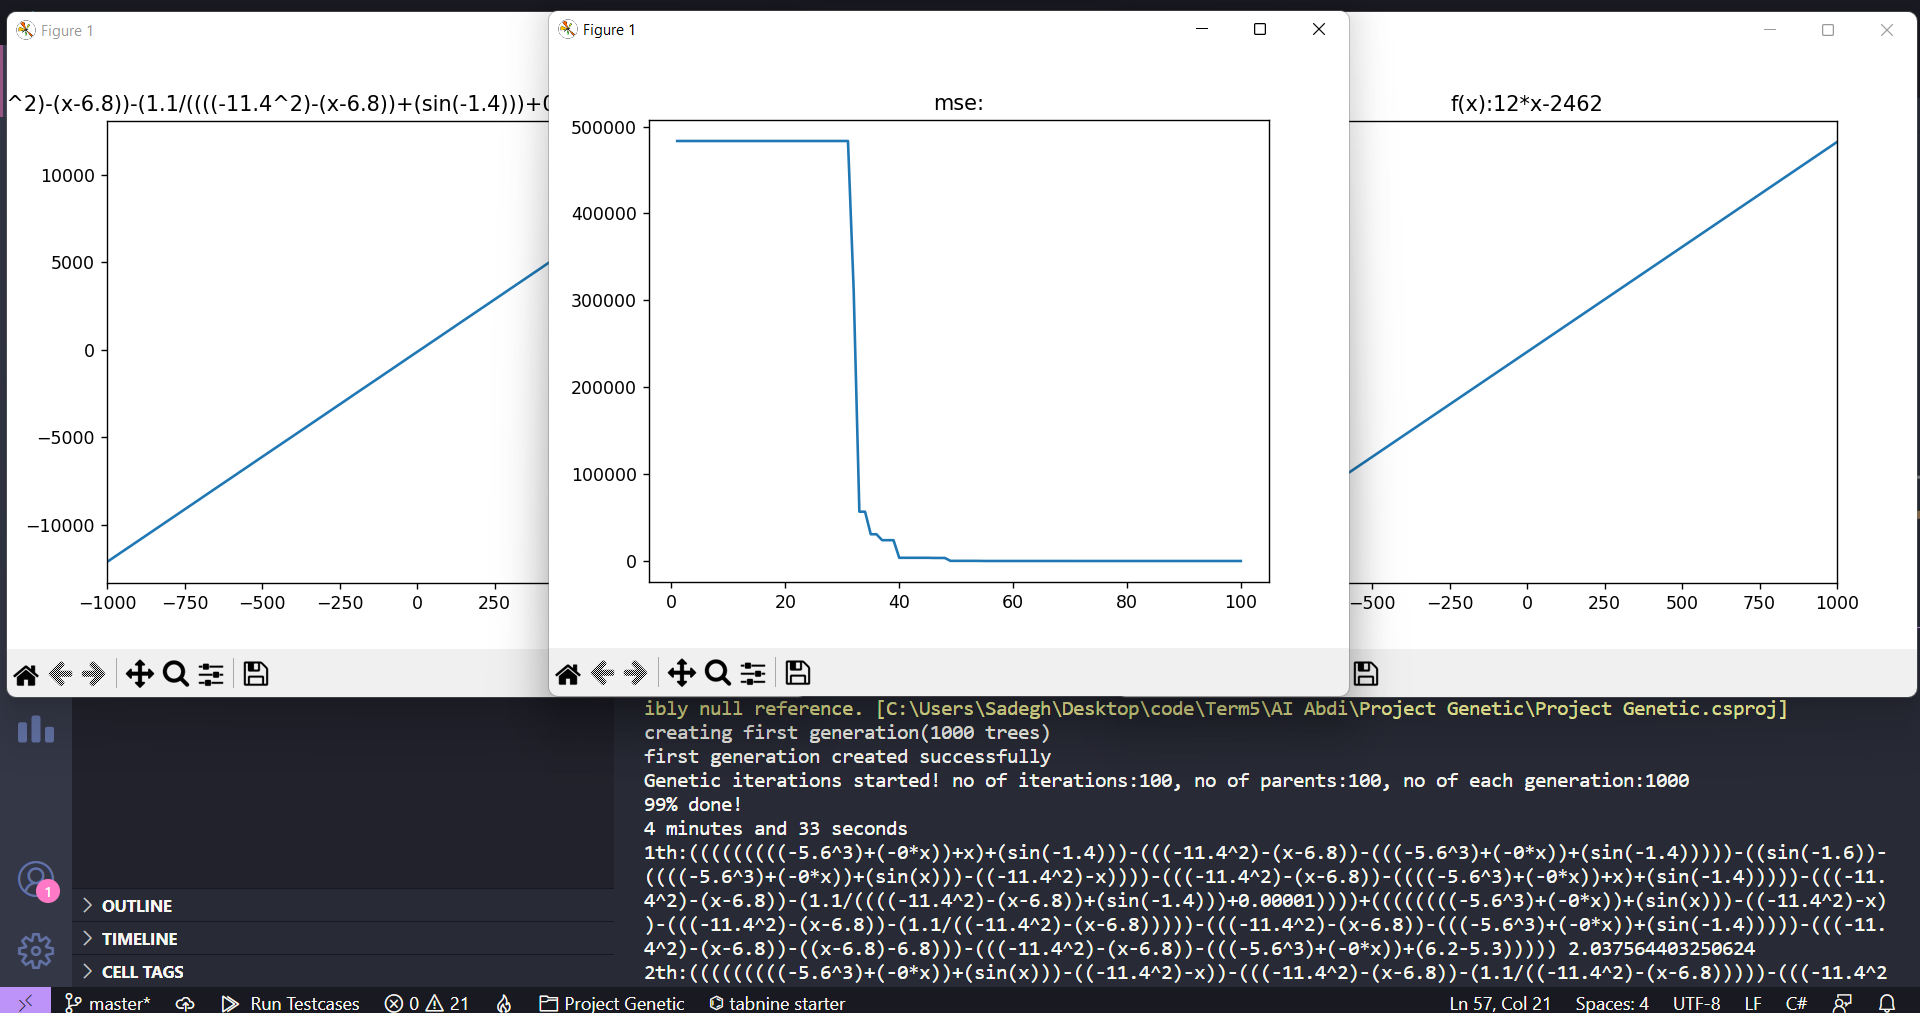 Figure 1
^2)-(x-6.8))-(1.1/((((-11.4^2)-(x-6.8))+(sin(-1.4)))+0
10000
5000
0
−5000
−10000
−1000 −750 −500 −250 0 250
Figure 1
mse:
500000
400000
300000
200000
100000
0
0 20 40 60 80 100
f(x):12*x-2462
−500 −250 0 250 500 750 1000
ibly null reference. [C:\Users\Sadegh\Desktop\code\Term5\AI Abdi\Project Genetic\Project Genetic.csproj]
creating first generation(1000 trees)
first generation created successfully
Genetic iterations started! no of iterations:100, no of parents:100, no of each generation:1000
99% done!
4 minutes and 33 seconds
1th:(((((((((-5.6^3)+(-0*x))+x)+(sin(-1.4)))-(((-11.4^2)-(x-6.8))-(((-5.6^3)+(-0*x))+(sin(-1.4)))))-((sin(-1.6))-
((((-5.6^3)+(-0*x))+(sin(x)))-((-11.4^2)-x))))-(((-11.4^2)-(x-6.8))-((((-5.6^3)+(-0*x))+x)+(sin(-1.4)))))-(((-11.
4^2)-(x-6.8))-(1.1/((((-11.4^2)-(x-6.8))+(sin(-1.4)))+0.00001))))+((((((((-5.6^3)+(-0*x))+(sin(x)))-((-11.4^2)-x)
)-(((-11.4^2)-(x-6.8))-(1.1/((-11.4^2)-(x-6.8)))))-(((-11.4^2)-(x-6.8))-(((-5.6^3)+(-0*x))+(sin(-1.4)))))-(((-11.
4^2)-(x-6.8))-((x-6.8)-6.8)))-(((-11.4^2)-(x-6.8))-(((-5.6^3)+(-0*x))+(6.2-5.3))))) 2.037564403250624
2th:(((((((((-5.6^3)+(-0*x))+(sin(x)))-((-11.4^2)-x))-(((-11.4^2)-(x-6.8))-(1.1/((-11.4^2)-(x-6.8)))))-(((-11.4^2
1
OUTLINE
TIMELINE
CELL TAGS
master* Run Testcases 0 21 Project Genetic tabnine starter Ln 57, Col 21 Spaces: 4 UTF-8 LF C#